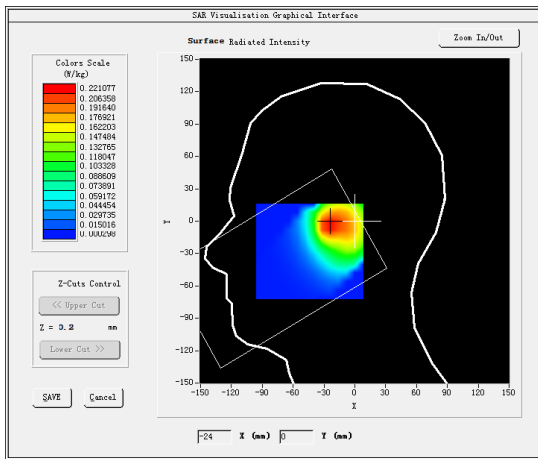 SAR Visualisation Graphical Interface
Surface Radiated Intensity
Zoom In/Out
Colors Scale
(W/kg)
0.221077
0.206358
0.191640
0.176921
0.162203
0.147484
0.132765
0.118047
0.103328
0.088609
0.073891
0.059172
0.044454
0.029735
0.015016
0.000298
Z-Cuts Control
<< Upper Cut
Z = 3.2 mm
Lower Cut >>
SAVE
Cancel
150
120
90
60
30
0
-30
-60
-90
-120
-150
Y
-150 -120 -90 -60 -30 0 30 60 90 120 150
X
-24 X (mm) 0 Y (mm)